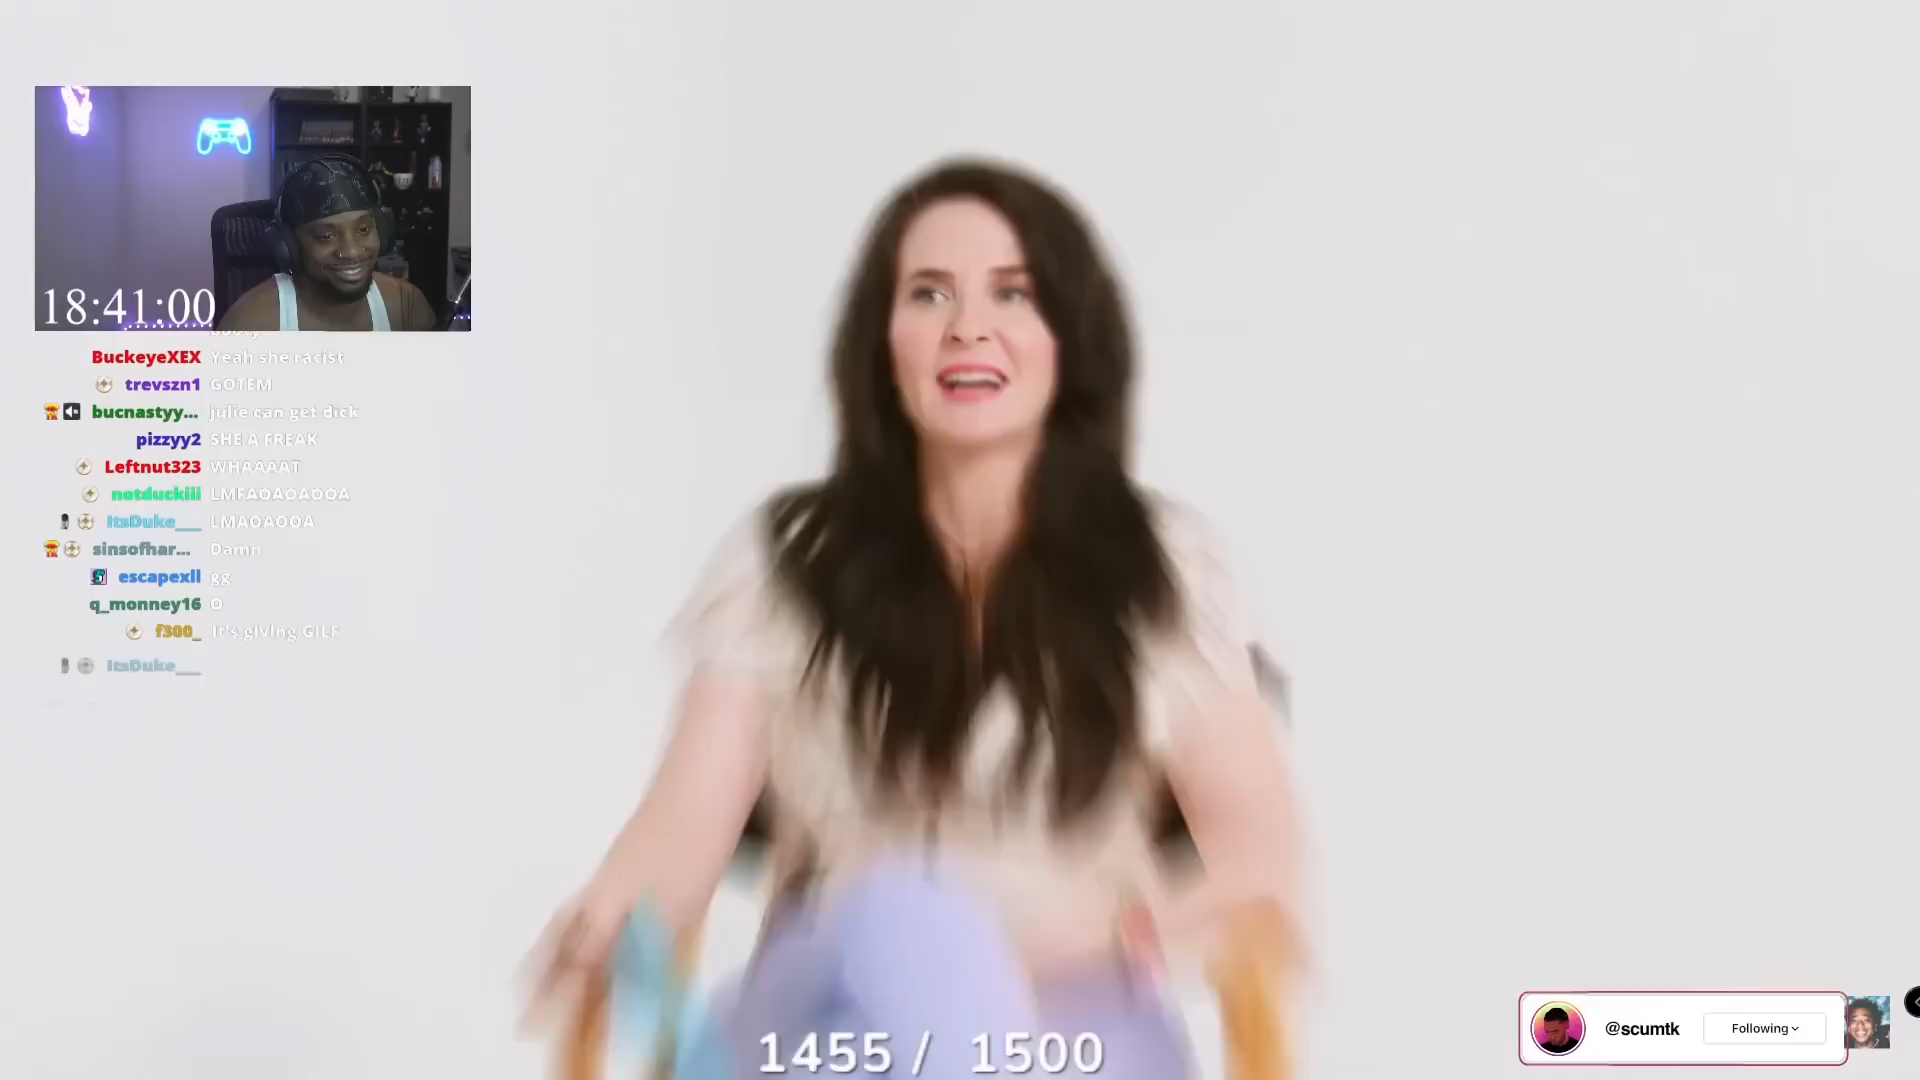 18:41:00
BuckeyeXEX Yeah she racist
trevszn1 GOTEM
bucnastyy... julie can get dick
pizzyy2 SHE A FREAK
Leftnut323 WHAAAAT
notduckiii LMFAOAOAOOA
ItsDuke___ LMAOAOOA
sinsofhar... Damn
escapexll gg
q_monney16 O
f300_ It's giving GILF
ItsDuke___
1455 / 1500
@scumtk Following